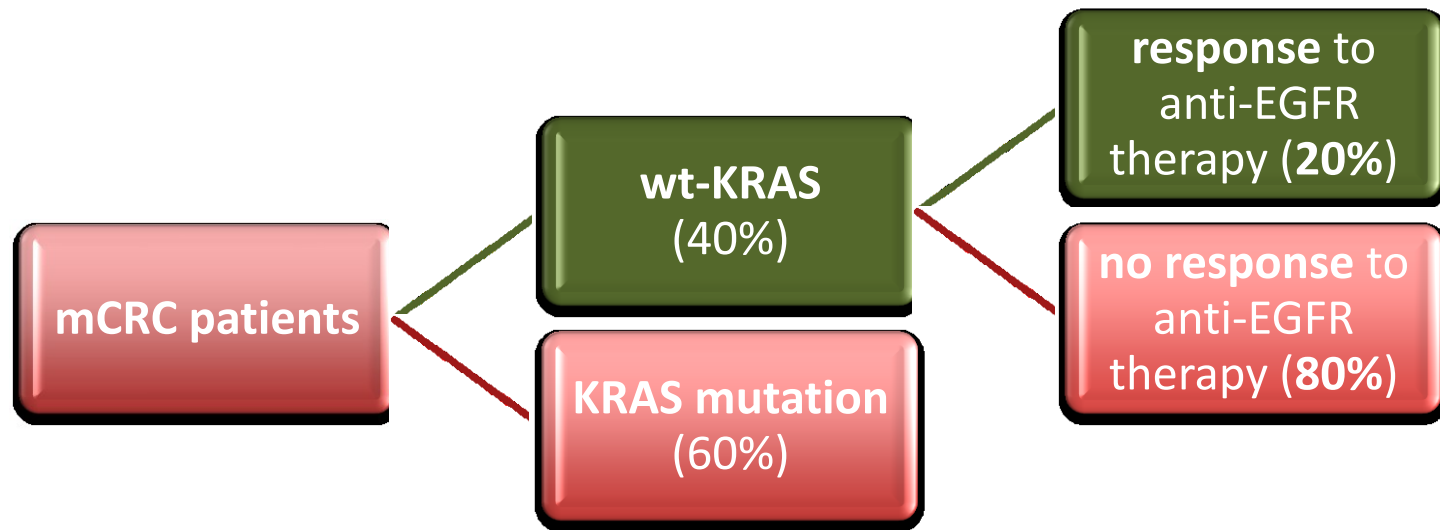 mCRC patients
wt-KRAS
(40%)
KRAS mutation
(60%)
response to
anti-EGFR
therapy (20%)
no response to
anti-EGFR
therapy (80%)